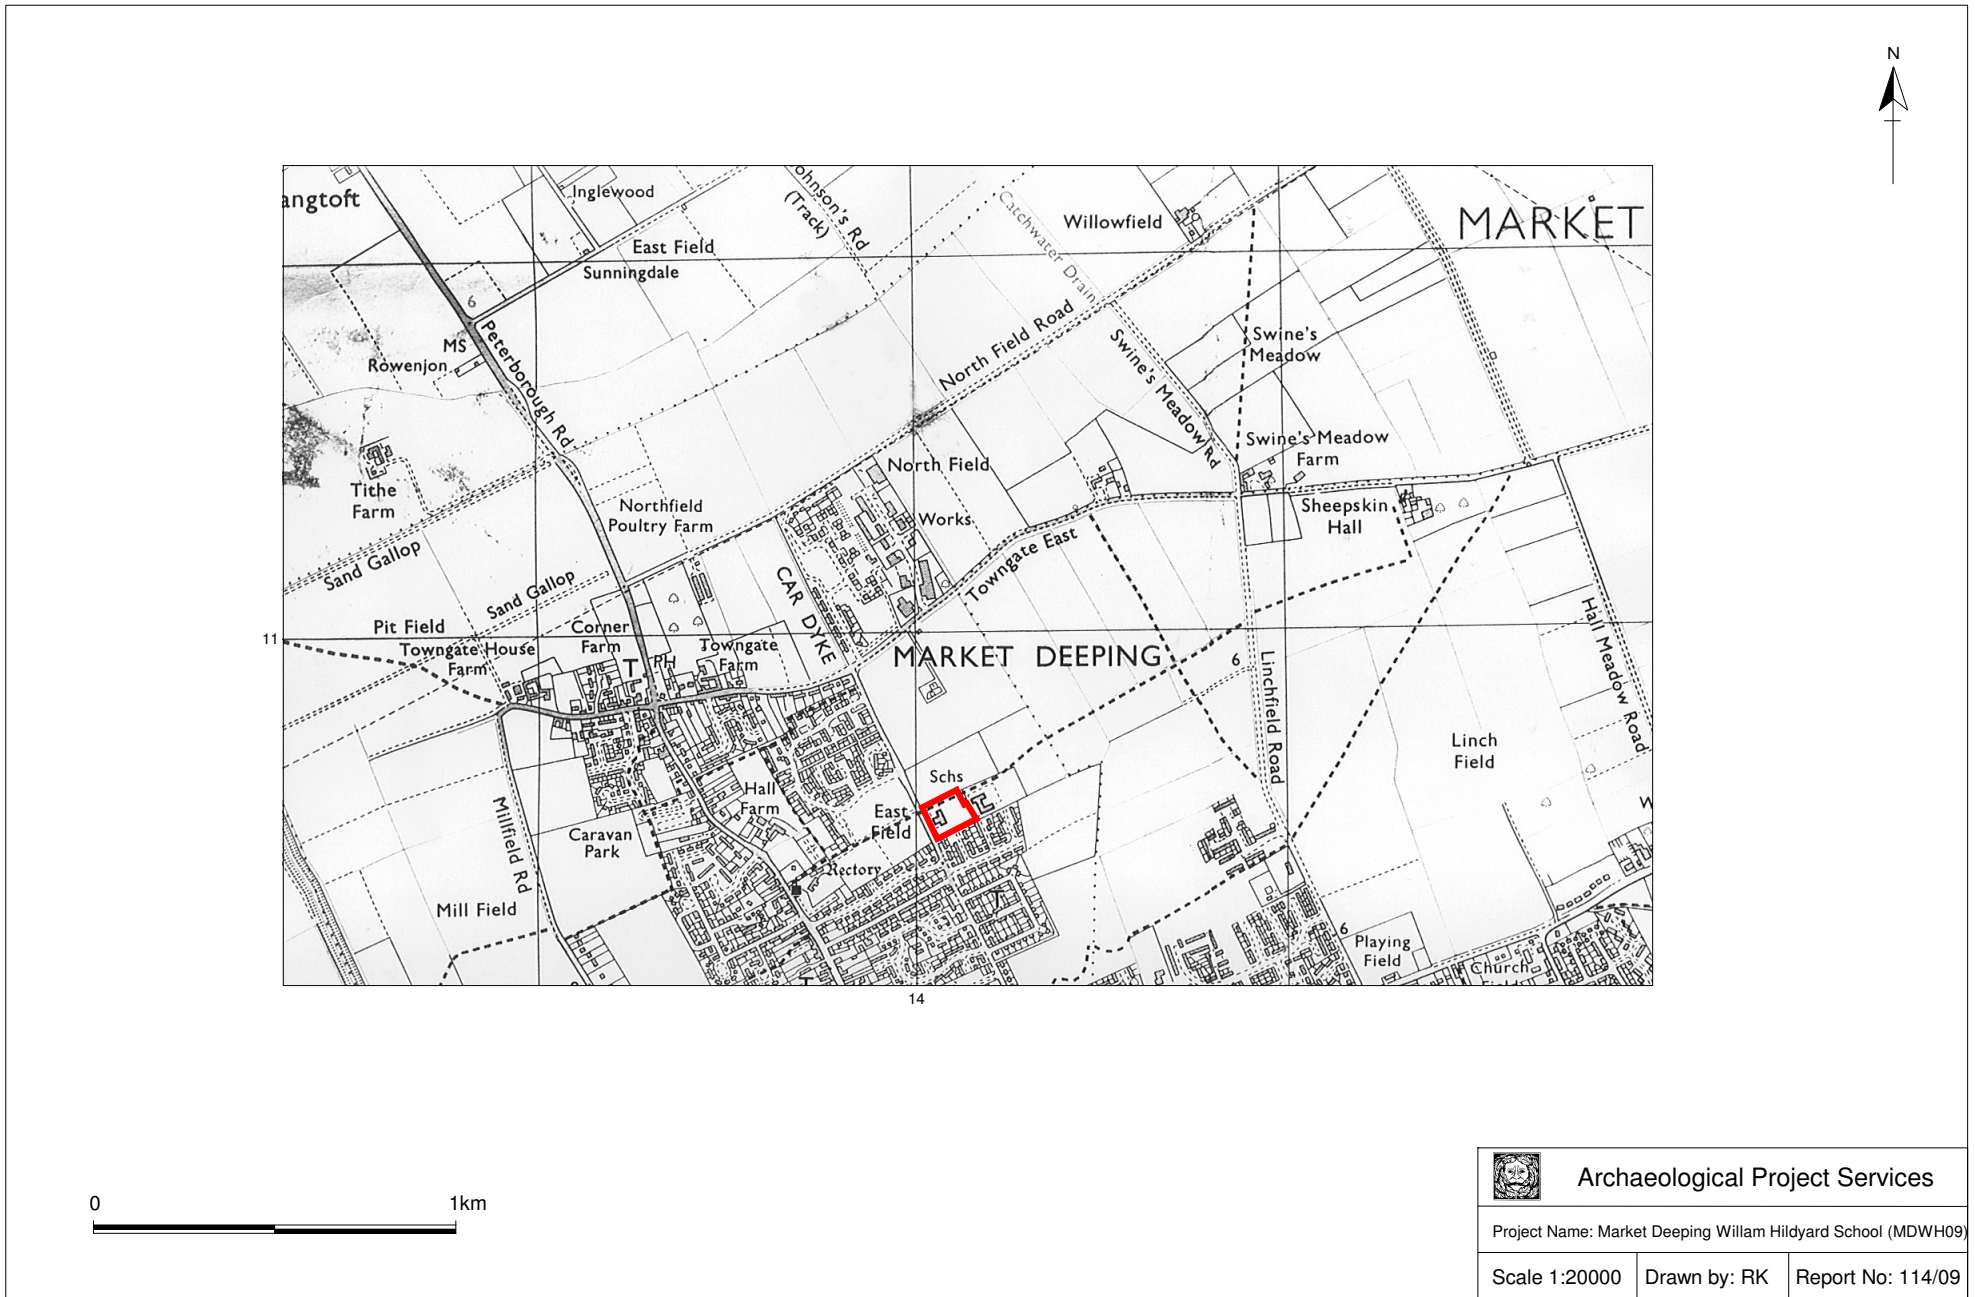 N
angtoft
Inglewood
Johnson's Rd
(Track)
Catchwater Drain
Willowfield
MARKET
East Field
Sunningdale
6
MS
Rowenjon
Peterborough Rd
North Field Road
Swine's Meadow Rd
Swine's
Meadow
Swine's Meadow
Farm
North Field
Tithe
Farm
Northfield
Poultry Farm
Works
Sheepskin
Hall
Sand Gallop
Sand Gallop
Towngate East
CAR DYKE
11
Pit Field
Towngate House
Farm
Corner
Farm
T
PH
Towngate
Farm
MARKET DEEPING
6
Linchfield Road
Hall Meadow Road
Linch
Field
Schs
Hall
Farm
East
Field
Millfield Rd
Caravan
Park
Rectory
W
Mill Field
T
6
Playing
Field
Church
14
0
1km
Archaeological Project Services
Project Name: Market Deeping Willam Hildyard School (MDWH09)
Scale 1:20000
Drawn by: RK
Report No: 114/09